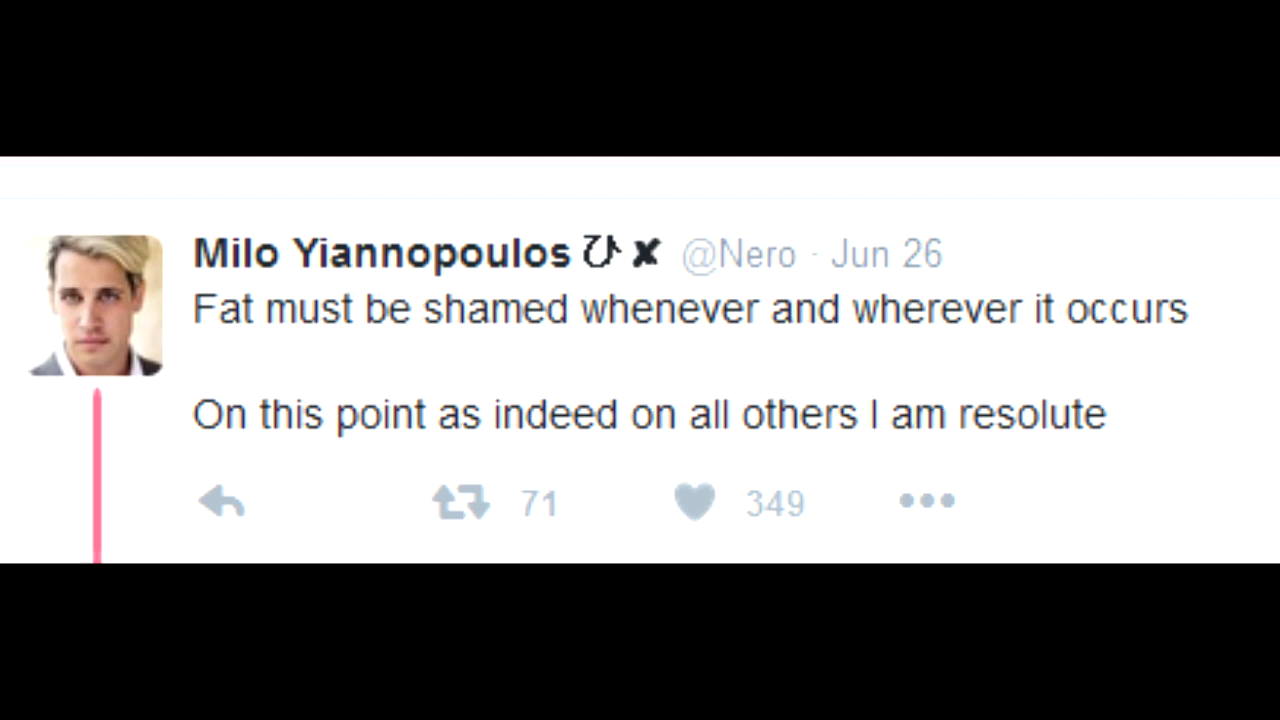 Milo Yiannopoulos ひ ✘ @Nero · Jun 26
Fat must be shamed whenever and wherever it occurs
On this point as indeed on all others I am resolute
71 349